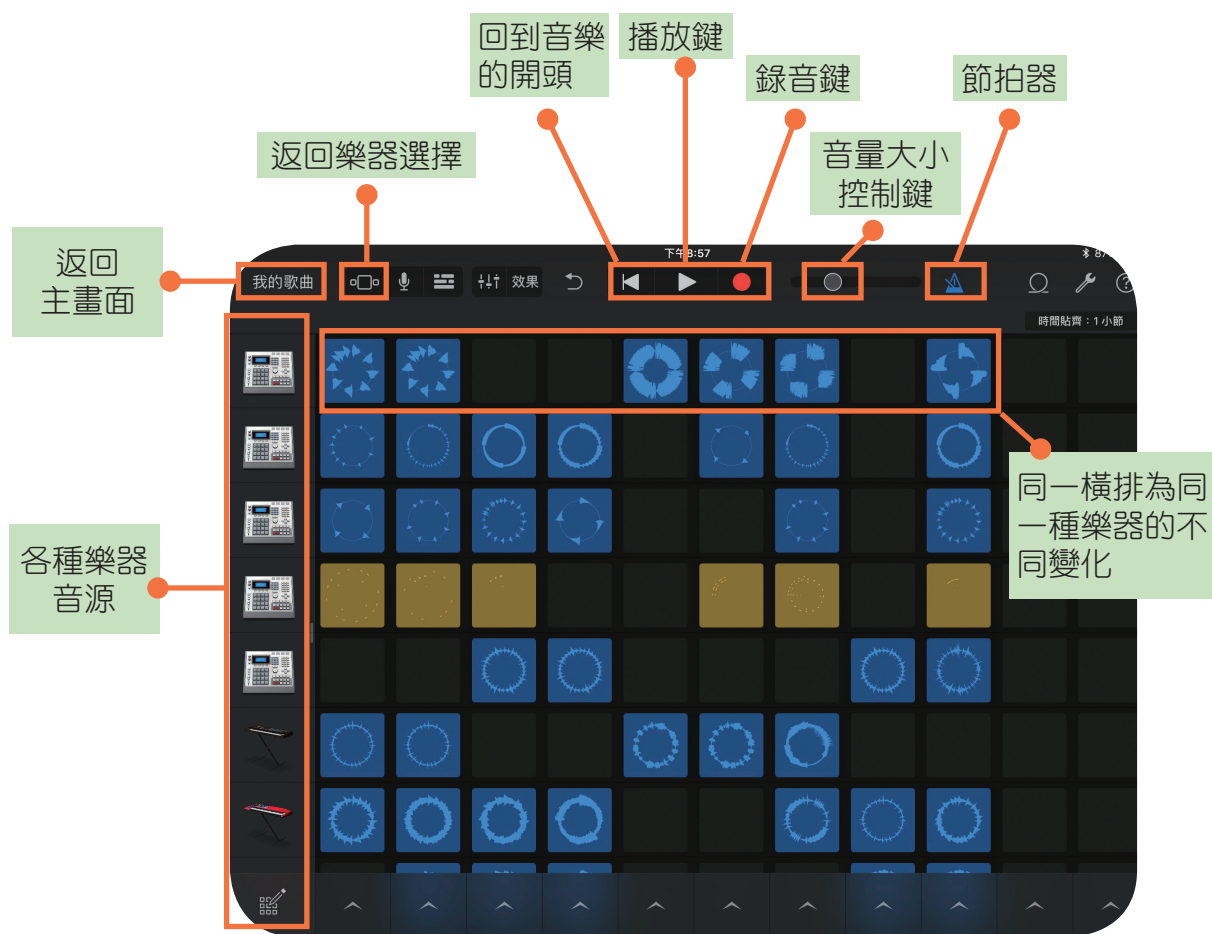 回到音樂
的開頭
播放鍵
錄音鍵
節拍器
返回樂器選擇
音量大小
控制鍵
返回
主畫面
下午8:57
我的歌曲
效果
時間貼齊：1小節
同一橫排為同
一種樂器的不
同變化
各種樂器
音源